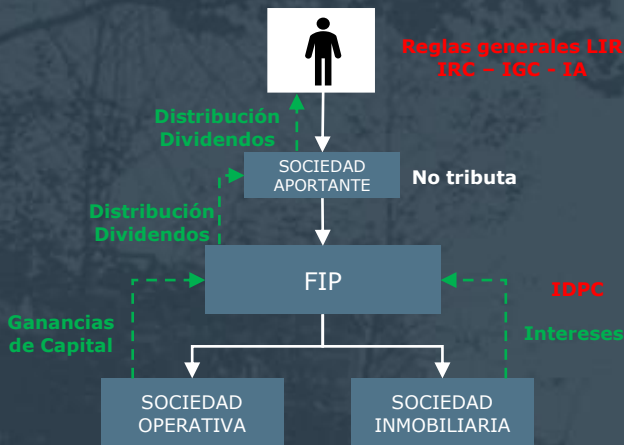 Reglas generales LIR
IRC – IGC - IA
Distribución
Dividendos
SOCIEDAD
APORTANTE
No tributa
Distribución
Dividendos
FIP
IDPC
Ganancias
de Capital
Intereses
SOCIEDAD
OPERATIVA
SOCIEDAD
INMOBILIARIA